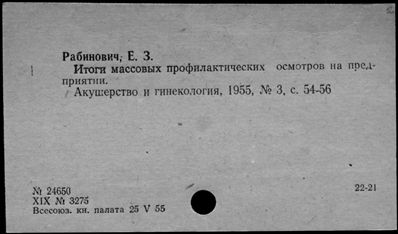 Рабинович, Е. З.
Итоги массовых профилактических осмотров на пред-
приятии.
Акушерство и гинекология, 1955, № 3, с. 54-56
№ 24650
XIX № 3275
Всесоюз. кн. палата 25 V 55
22-21